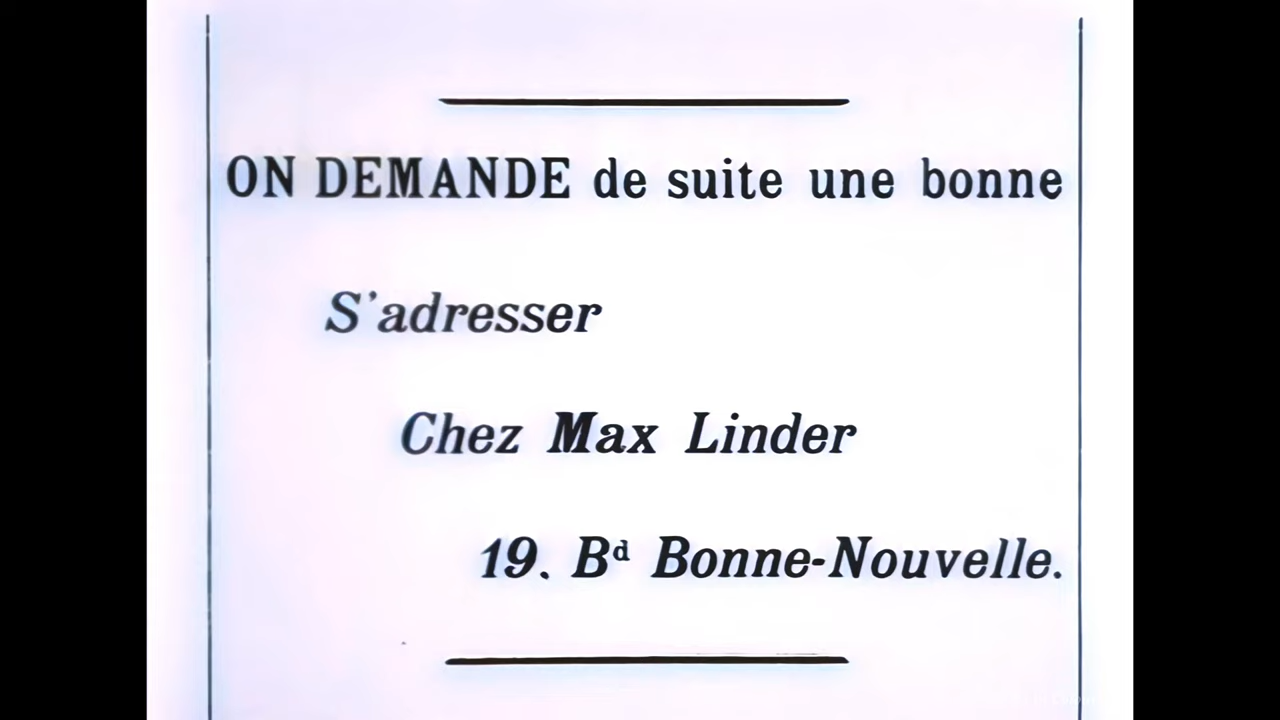 ON DEMANDE de suite une bonne
S'adresser
Chez Max Linder
19. Bd Bonne-Nouvelle.